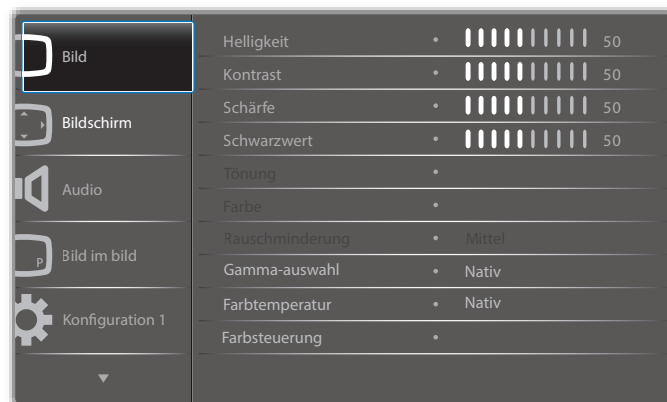 Bild
Bildschirm
Audio
Bild im bild
P
Konfiguration 1
Helligkeit • 50
Kontrast • 50
Schärfe • 50
Schwarzwert • 50
Tönung •
Farbe •
Rauschminderung • Mittel
Gamma-auswahl • Nativ
Farbtemperatur • Nativ
Farbsteuerung •